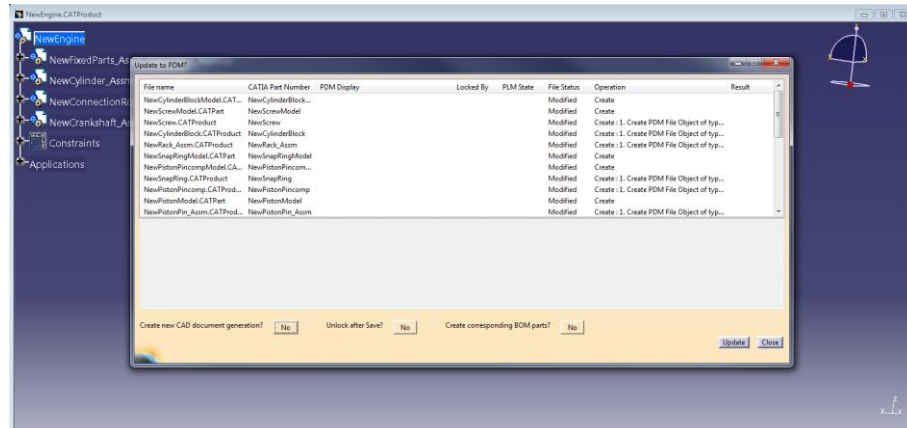 NewEngine.CATProduct
NewEngine
NewFixedParts_As
NewCylinder_Assn
NewConnectionRo
NewCrankshaft_As
Constraints
Applications
Update to PDM?
File name CATIA Part Number PDM Display Locked By PLM State File Status Operation Result
NewCylinderBlockModel.CAT... NewCylinderBlock... Modified Create
NewScrewModel.CATPart NewScrewModel Modified Create
NewScrew.CATProduct NewScrew Modified Create : 1. Create PDM File Object of typ...
NewCylinderBlock.CATProduct NewCylinderBlock Modified Create : 1. Create PDM File Object of typ...
NewRack_Assm.CATProduct NewRack_Assm Modified Create : 1. Create PDM File Object of typ...
NewSnapRingModel.CATPart NewSnapRingModel Modified Create
NewPistonPincompModel.CA... NewPistonPincom... Modified Create
NewSnapRing.CATProduct NewSnapRing Modified Create : 1. Create PDM File Object of typ...
NewPistonPincomp.CATProd... NewPistonPincomp Modified Create : 1. Create PDM File Object of typ...
NewPistonModel.CATPart NewPistonModel Modified Create
NewPistonPin_Assm.CATProd... NewPistonPin_Assm Modified Create : 1. Create PDM File Object of typ...
Create new CAD document generation? No Unlock after Save? No Create corresponding BOM parts? No
Update Close
z
x